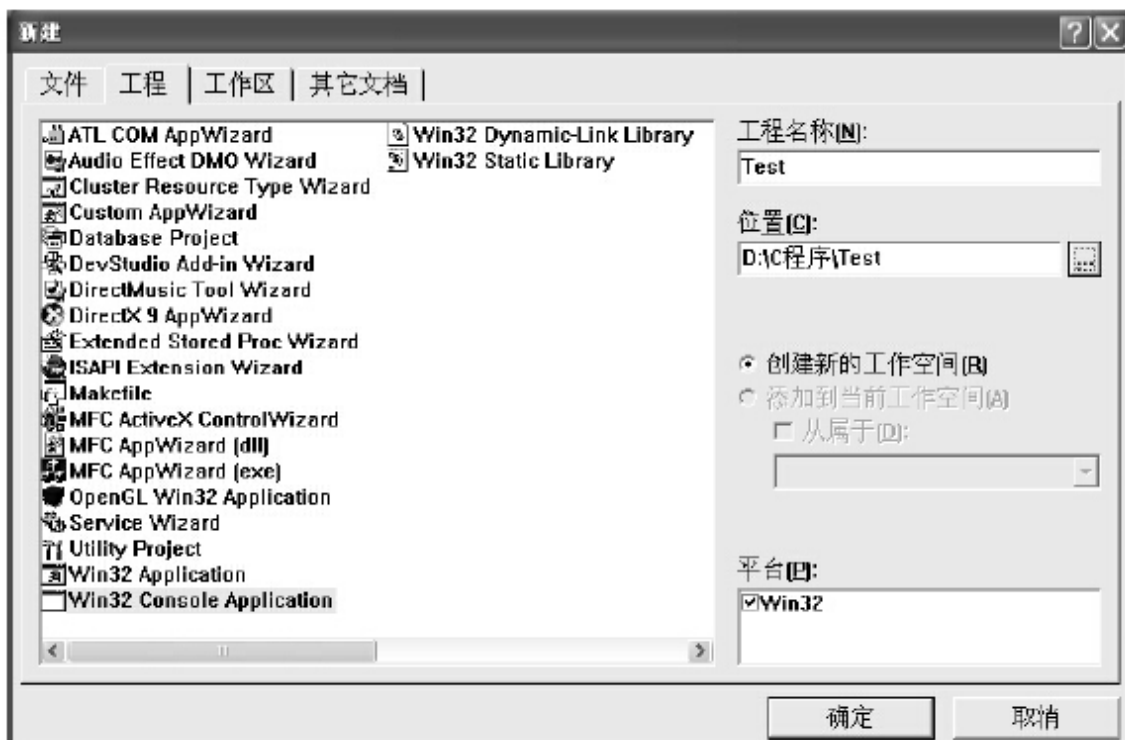 新建
文件 工程 工作区 其它文档
ATL COM AppWizard
Audio Effect DMO Wizard
Cluster Resource Type Wizard
Custom AppWizard
Database Project
DevStudio Add-in Wizard
DirectMusic Tool Wizard
DirectX 9 AppWizard
Extended Stored Proc Wizard
ISAPI Extension Wizard
Makefile
MFC ActiveX ControlWizard
MFC AppWizard (dll)
MFC AppWizard (exe)
OpenGL Win32 Application
Service Wizard
Utility Project
Win32 Application
Win32 Console Application
Win32 Dynamic-Link Library
Win32 Static Library
工程名称(N):
Test
位置(C):
D:\C程序\Test
...
创建新的工作空间(R)
添加到当前工作空间(A)
从属于(D):
平台(P):
Win32
确定 取消